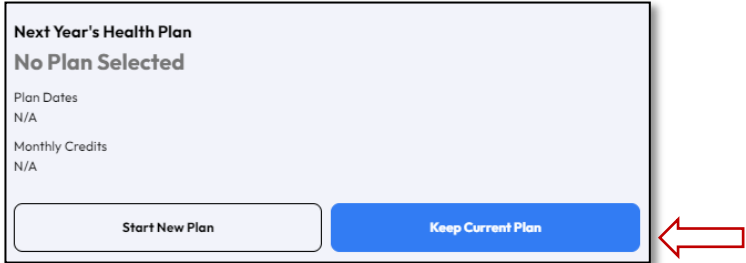 Next Year's Health Plan
No Plan Selected
Plan Dates
N/A
Monthly Credits
N/A
Start New Plan
Keep Current Plan